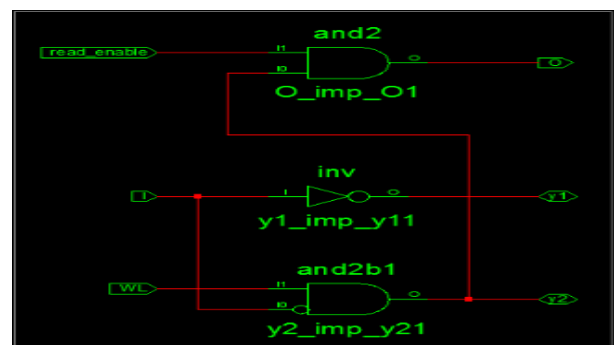 and2
read_enable I1 O O
I0
O_imp_O1
inv
I I O y1
y1_imp_y11
and2b1
WL I1 O y2
I0
y2_imp_y21